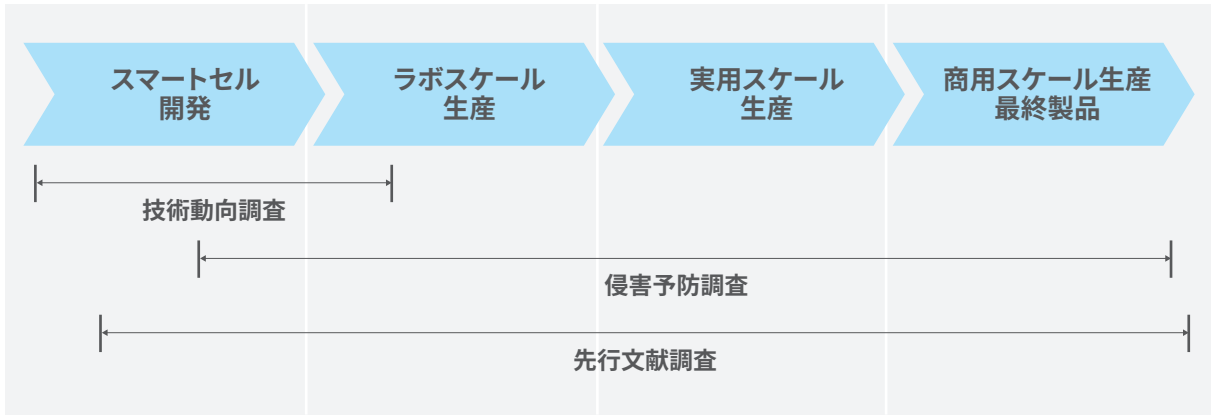 スマートセル
開発
ラボスケール
生産
実用スケール
生産
商用スケール生産
最終製品
技術動向調査
侵害予防調査
先行文献調査